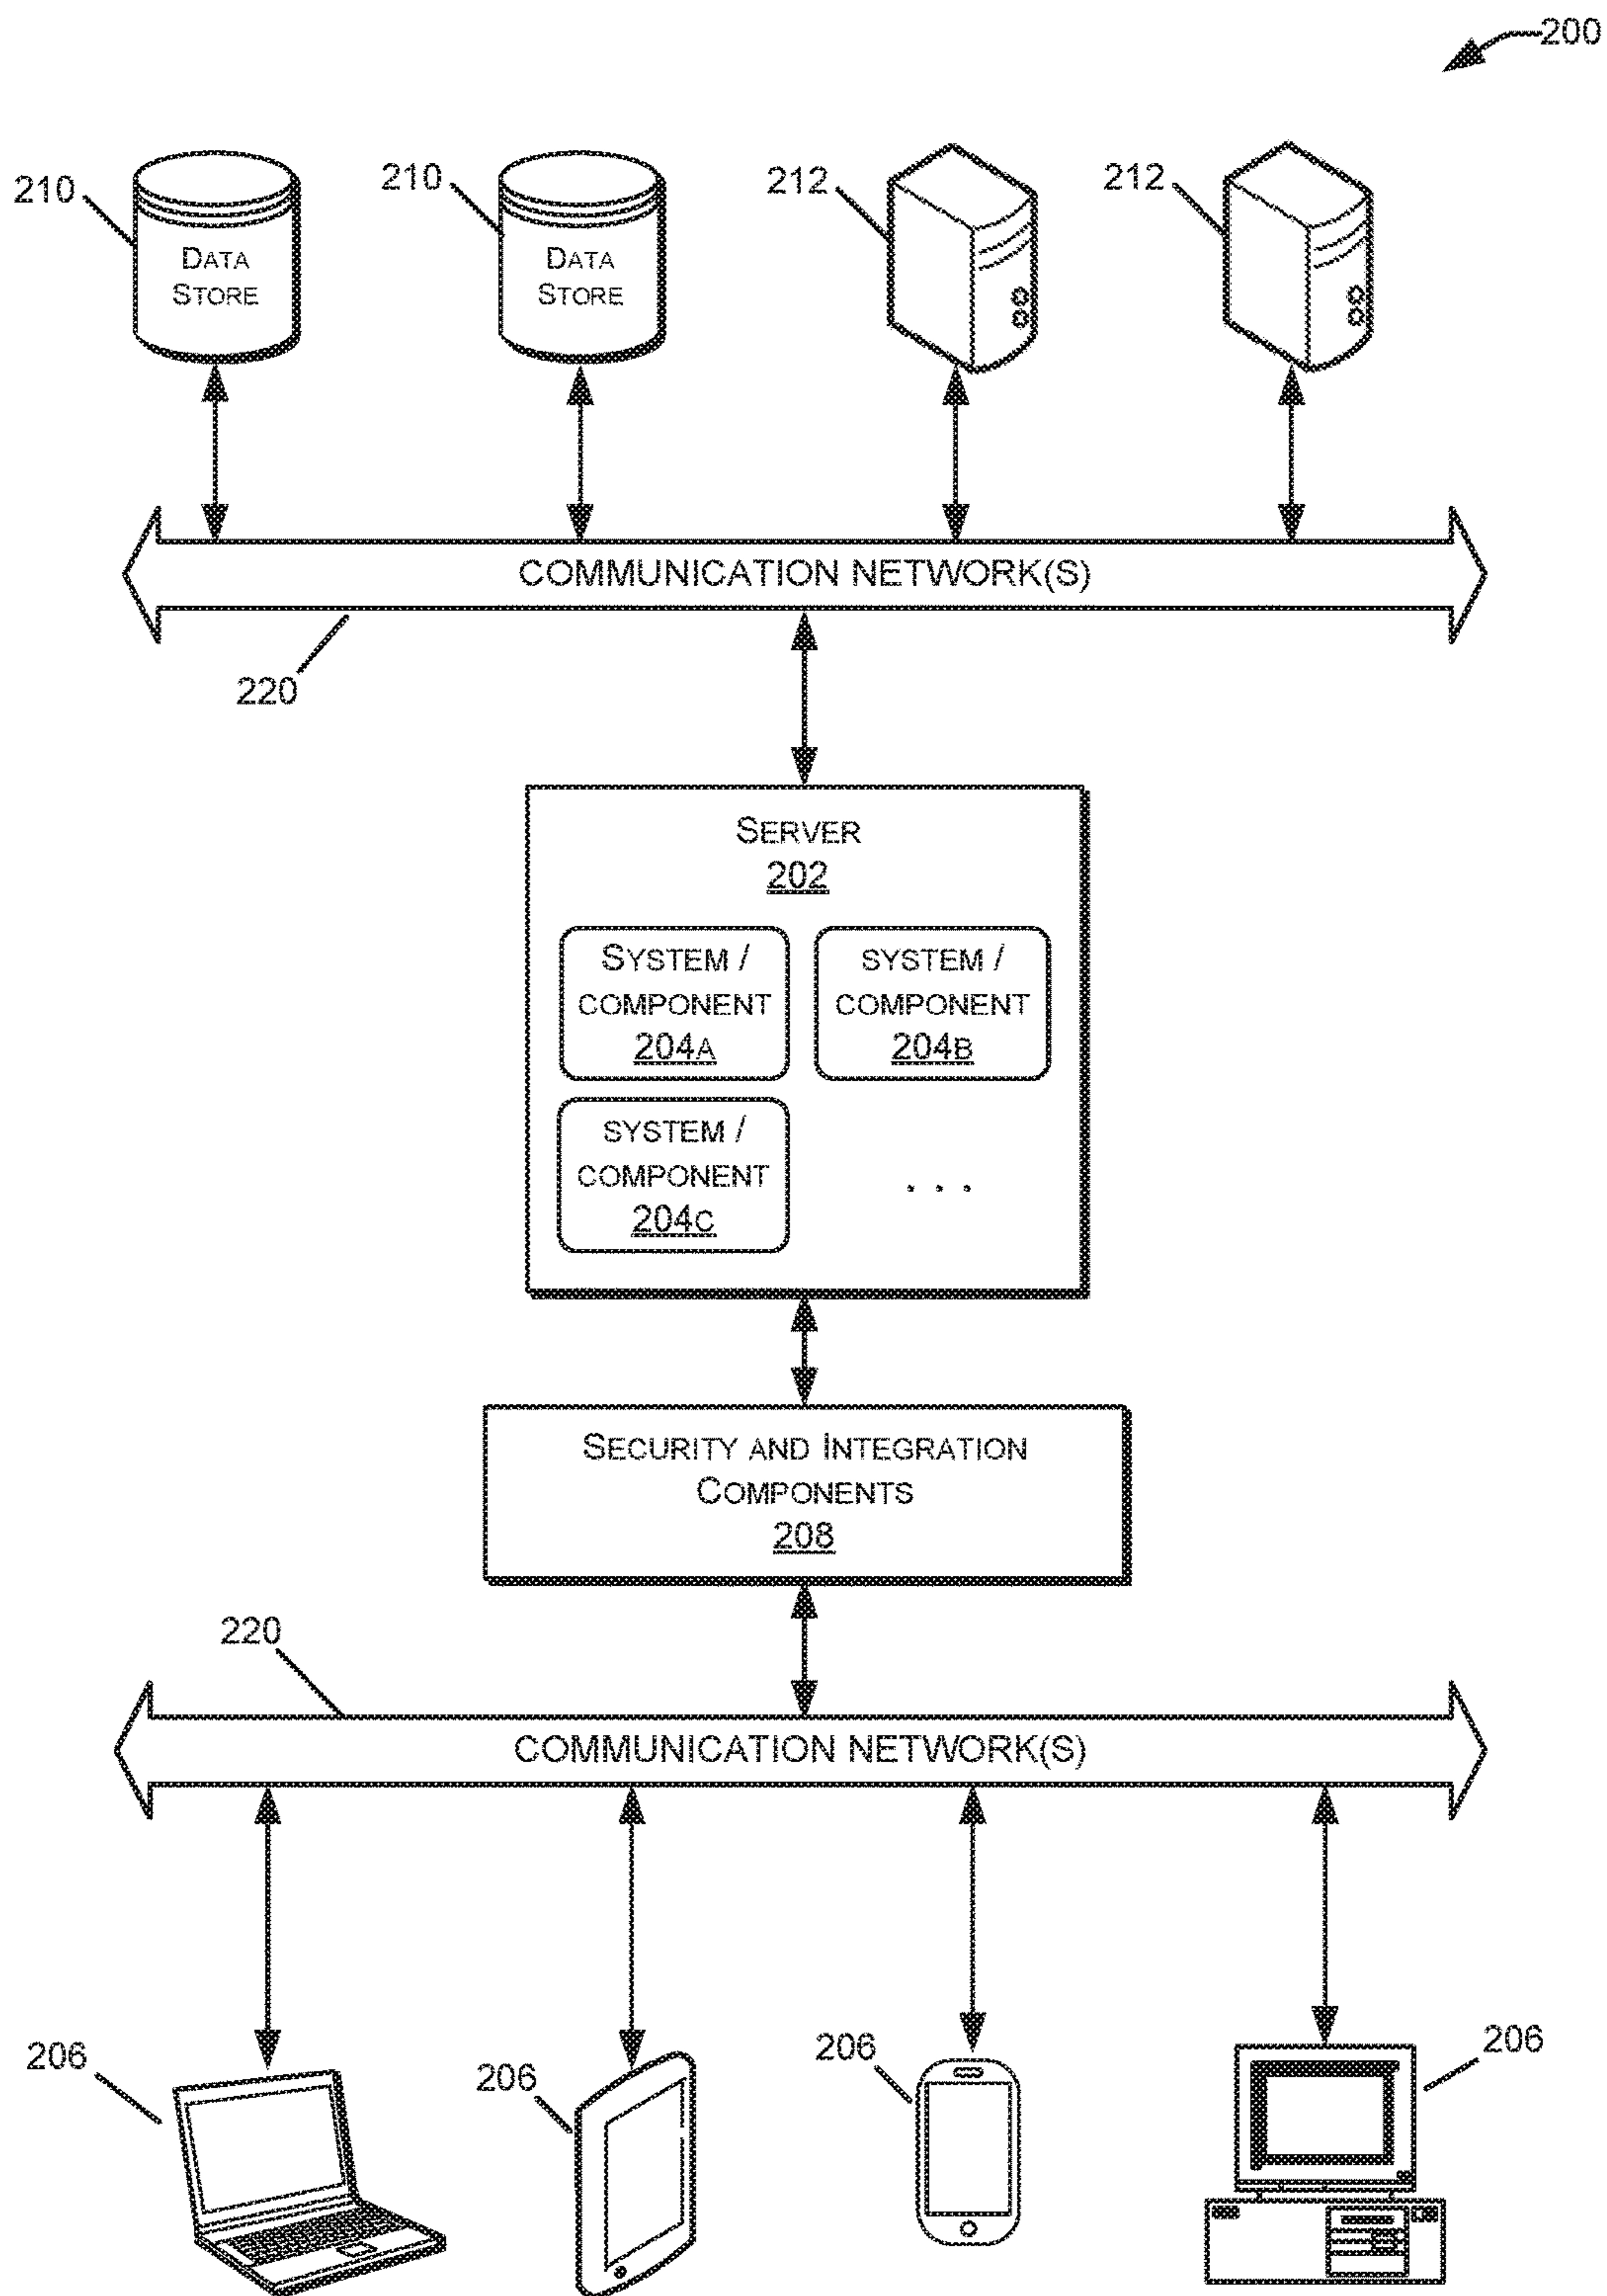 200
210
210
212
212
DATA
STORE
DATA
STORE
COMMUNICATION NETWORK(S)
220
SERVER
202
SYSTEM /
COMPONENT
204A
SYSTEM /
COMPONENT
204B
SYSTEM /
COMPONENT
204C
. . .
SECURITY AND INTEGRATION
COMPONENTS
208
220
COMMUNICATION NETWORK(S)
206
206
206
206